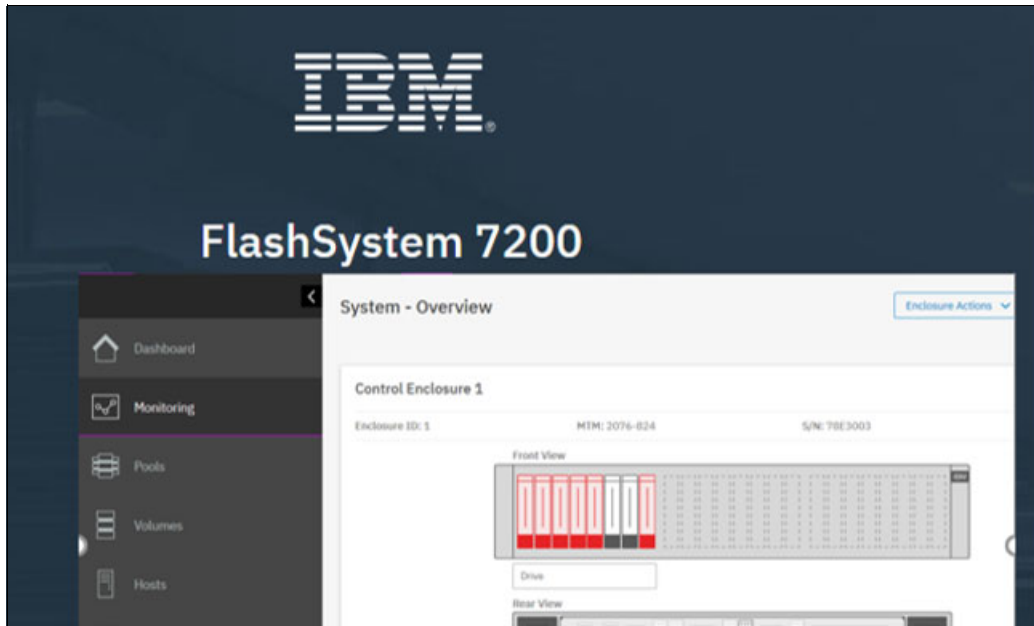 IBM®
FlashSystem 7200
System - Overview
Enclosure Actions
Dashboard
Control Enclosure 1
Monitoring
Enclosure ID: 1 MTM: 2076-824 S/N: 78E3003
Front View
Pools
Volumes
Drive
Hosts
Rear View